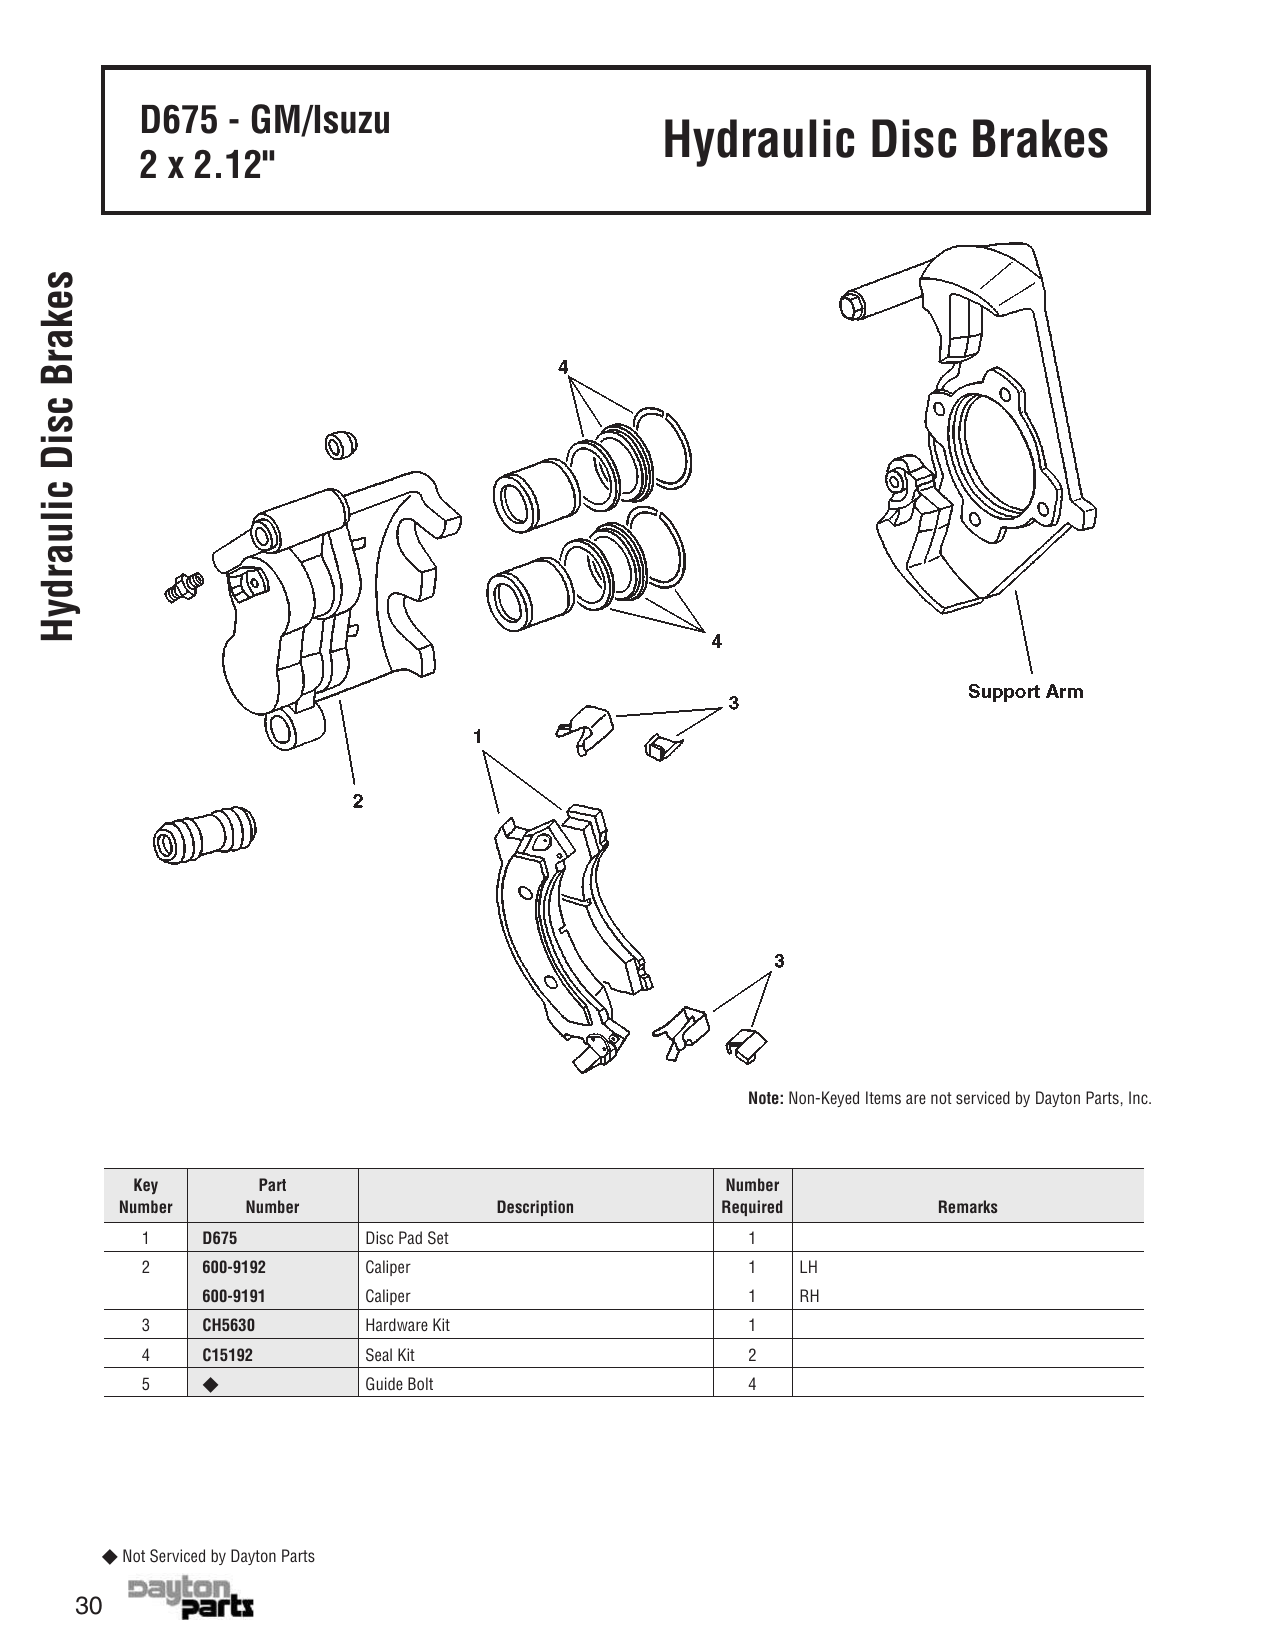 D675 - GM/Isuzu
2 x 2.12"
Hydraulic Disc Brakes
Hydraulic Disc Brakes
4
4
3
Support Arm
1
2
3
Note: Non-Keyed Items are not serviced by Dayton Parts, Inc.
Key Number Part Number Description Number Required Remarks
1 D675 Disc Pad Set 1
2 600-9192 Caliper 1 LH
600-9191 Caliper 1 RH
3 CH5630 Hardware Kit 1
4 C15192 Seal Kit 2
5 ◆ Guide Bolt 4
◆ Not Serviced by Dayton Parts
30
Dayton
parts